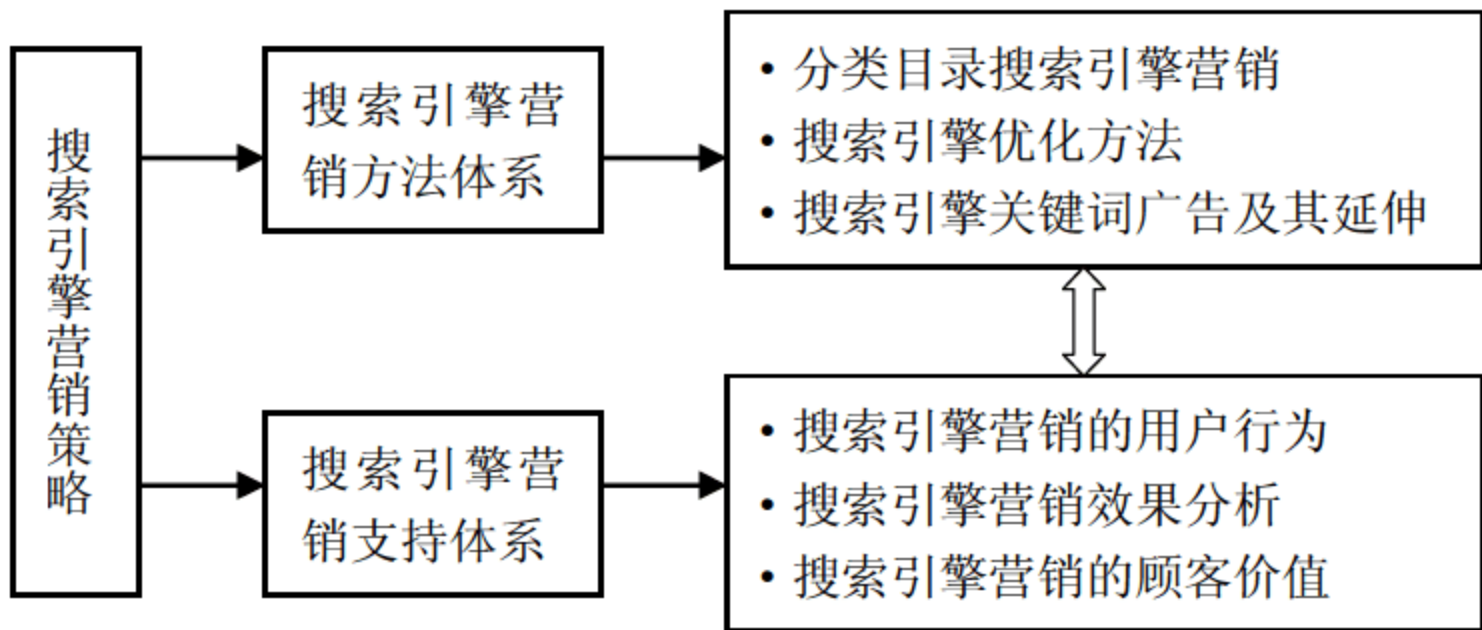 搜索引擎营销策略
搜索引擎营
销方法体系
• 分类目录搜索引擎营销
• 搜索引擎优化方法
• 搜索引擎关键词广告及其延伸
搜索引擎营
销支持体系
• 搜索引擎营销的用户行为
• 搜索引擎营销效果分析
• 搜索引擎营销的顾客价值